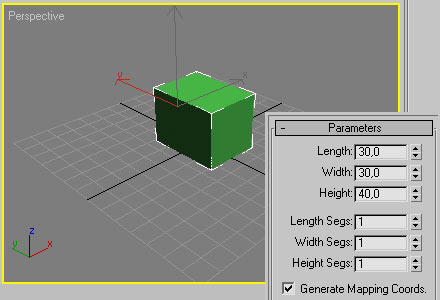 Perspective
y
x
- Parameters
Length: 30,0
Width: 30,0
Height: 40,0
Length Segs: 1
Width Segs: 1
Height Segs: 1
Generate Mapping Coords.
z
y
x